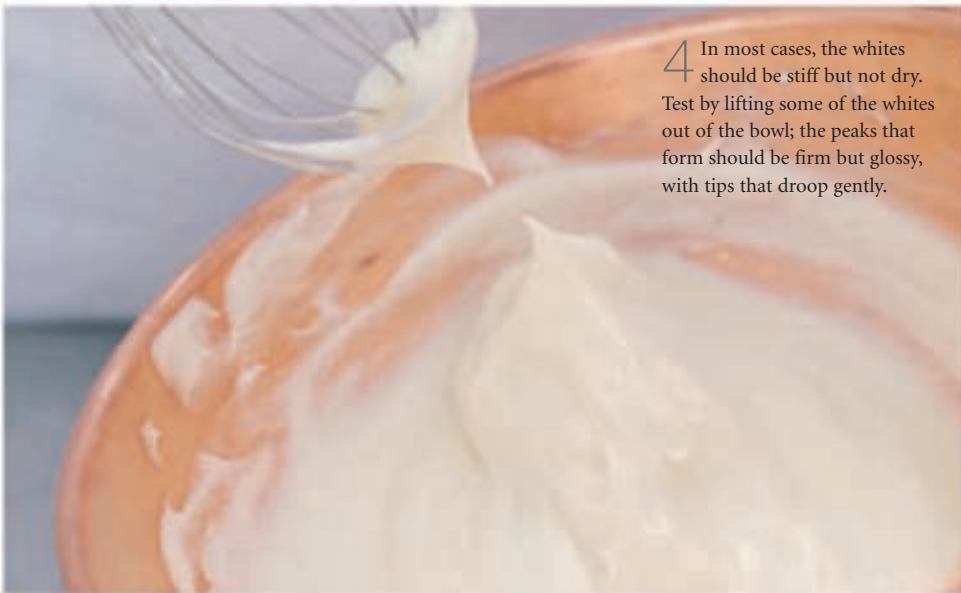 4 In most cases, the whites
should be stiff but not dry.
Test by lifting some of the whites
out of the bowl; the peaks that
form should be firm but glossy,
with tips that droop gently.